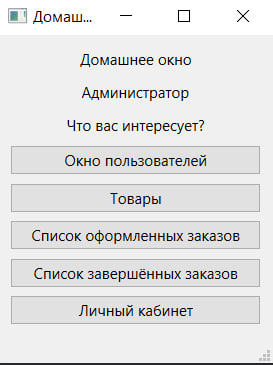 Домаш...
Домашнее окно
Администратор
Что вас интересует?
Окно пользователей
Товары
Список оформленных заказов
Список завершённых заказов
Личный кабинет